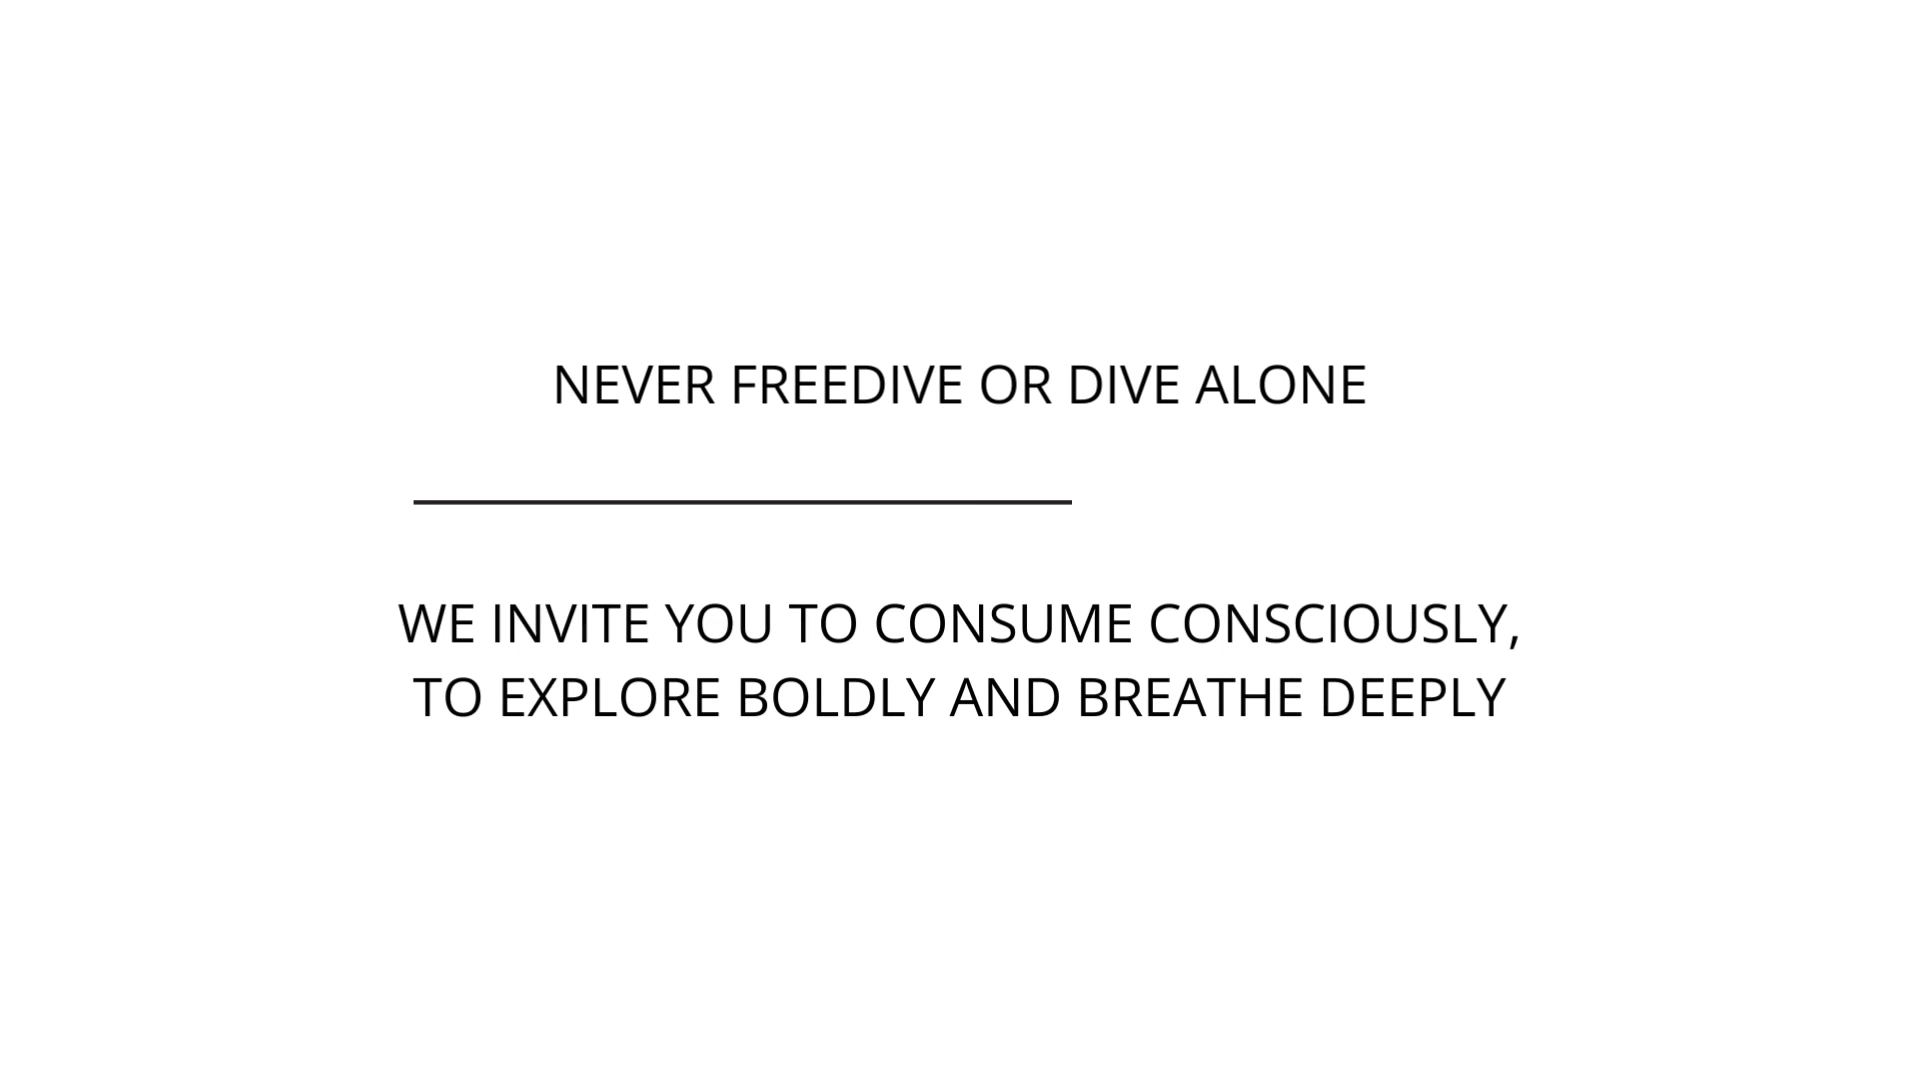 NEVER FREEDIVE OR DIVE ALONE
WE INVITE YOU TO CONSUME CONSCIOUSLY,
TO EXPLORE BOLDLY AND BREATHE DEEPLY